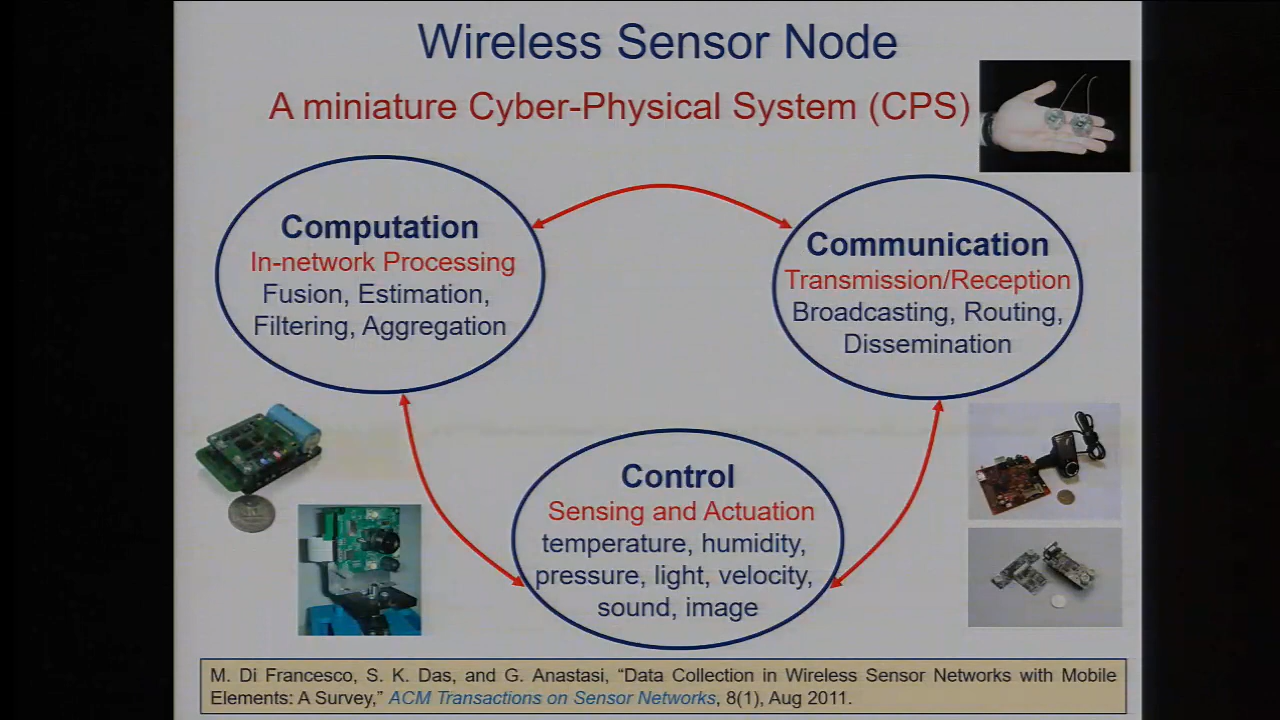 Wireless Sensor Node
A miniature Cyber-Physical System (CPS)
Computation
In-network Processing
Fusion, Estimation,
Filtering, Aggregation
Communication
Transmission/Reception
Broadcasting, Routing,
Dissemination
Control
Sensing and Actuation
temperature, humidity,
pressure, light, velocity,
sound, image
M. Di Francesco, S. K. Das, and G. Anastasi, “Data Collection in Wireless Sensor Networks with Mobile
Elements: A Survey,” ACM Transactions on Sensor Networks, 8(1), Aug 2011.